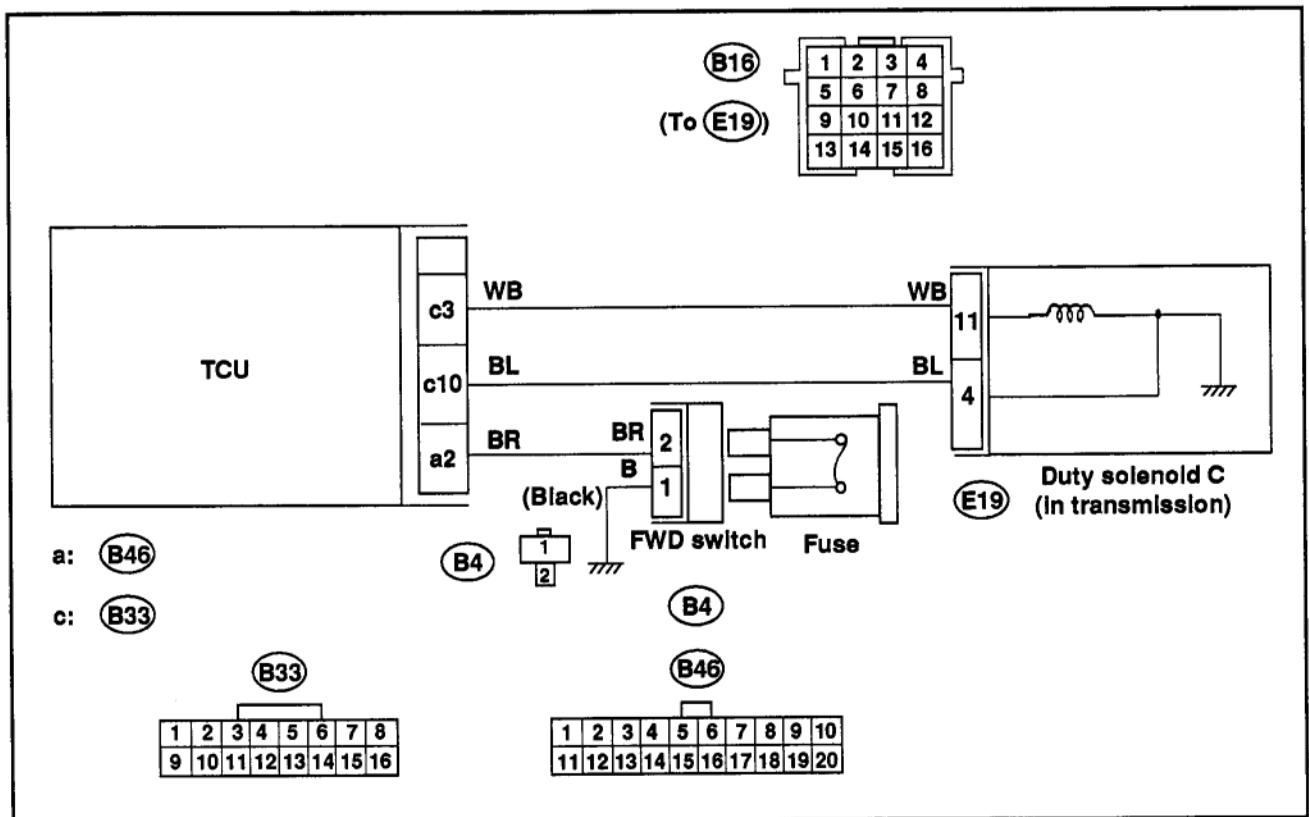 B16
(To E19)
1 2 3 4
5 6 7 8
9 10 11 12
13 14 15 16
TCU
c3
c10
a2
WB
WB
BL
BL
BR
BR
B
(Black)
2
1
11
4
FWD switch
Fuse
E19
Duty solenoid C
(in transmission)
a: B46
c: B33
B4
1
2
B4
B33
1 2 3 4 5 6 7 8
9 10 11 12 13 14 15 16
B46
1 2 3 4 5 6 7 8 9 10
11 12 13 14 15 16 17 18 19 20